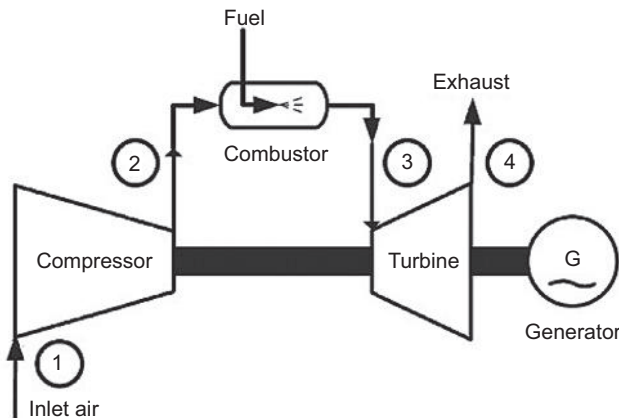 Fuel
Exhaust
2
Combustor
3
4
Compressor
Turbine
G
Generator
1
Inlet air